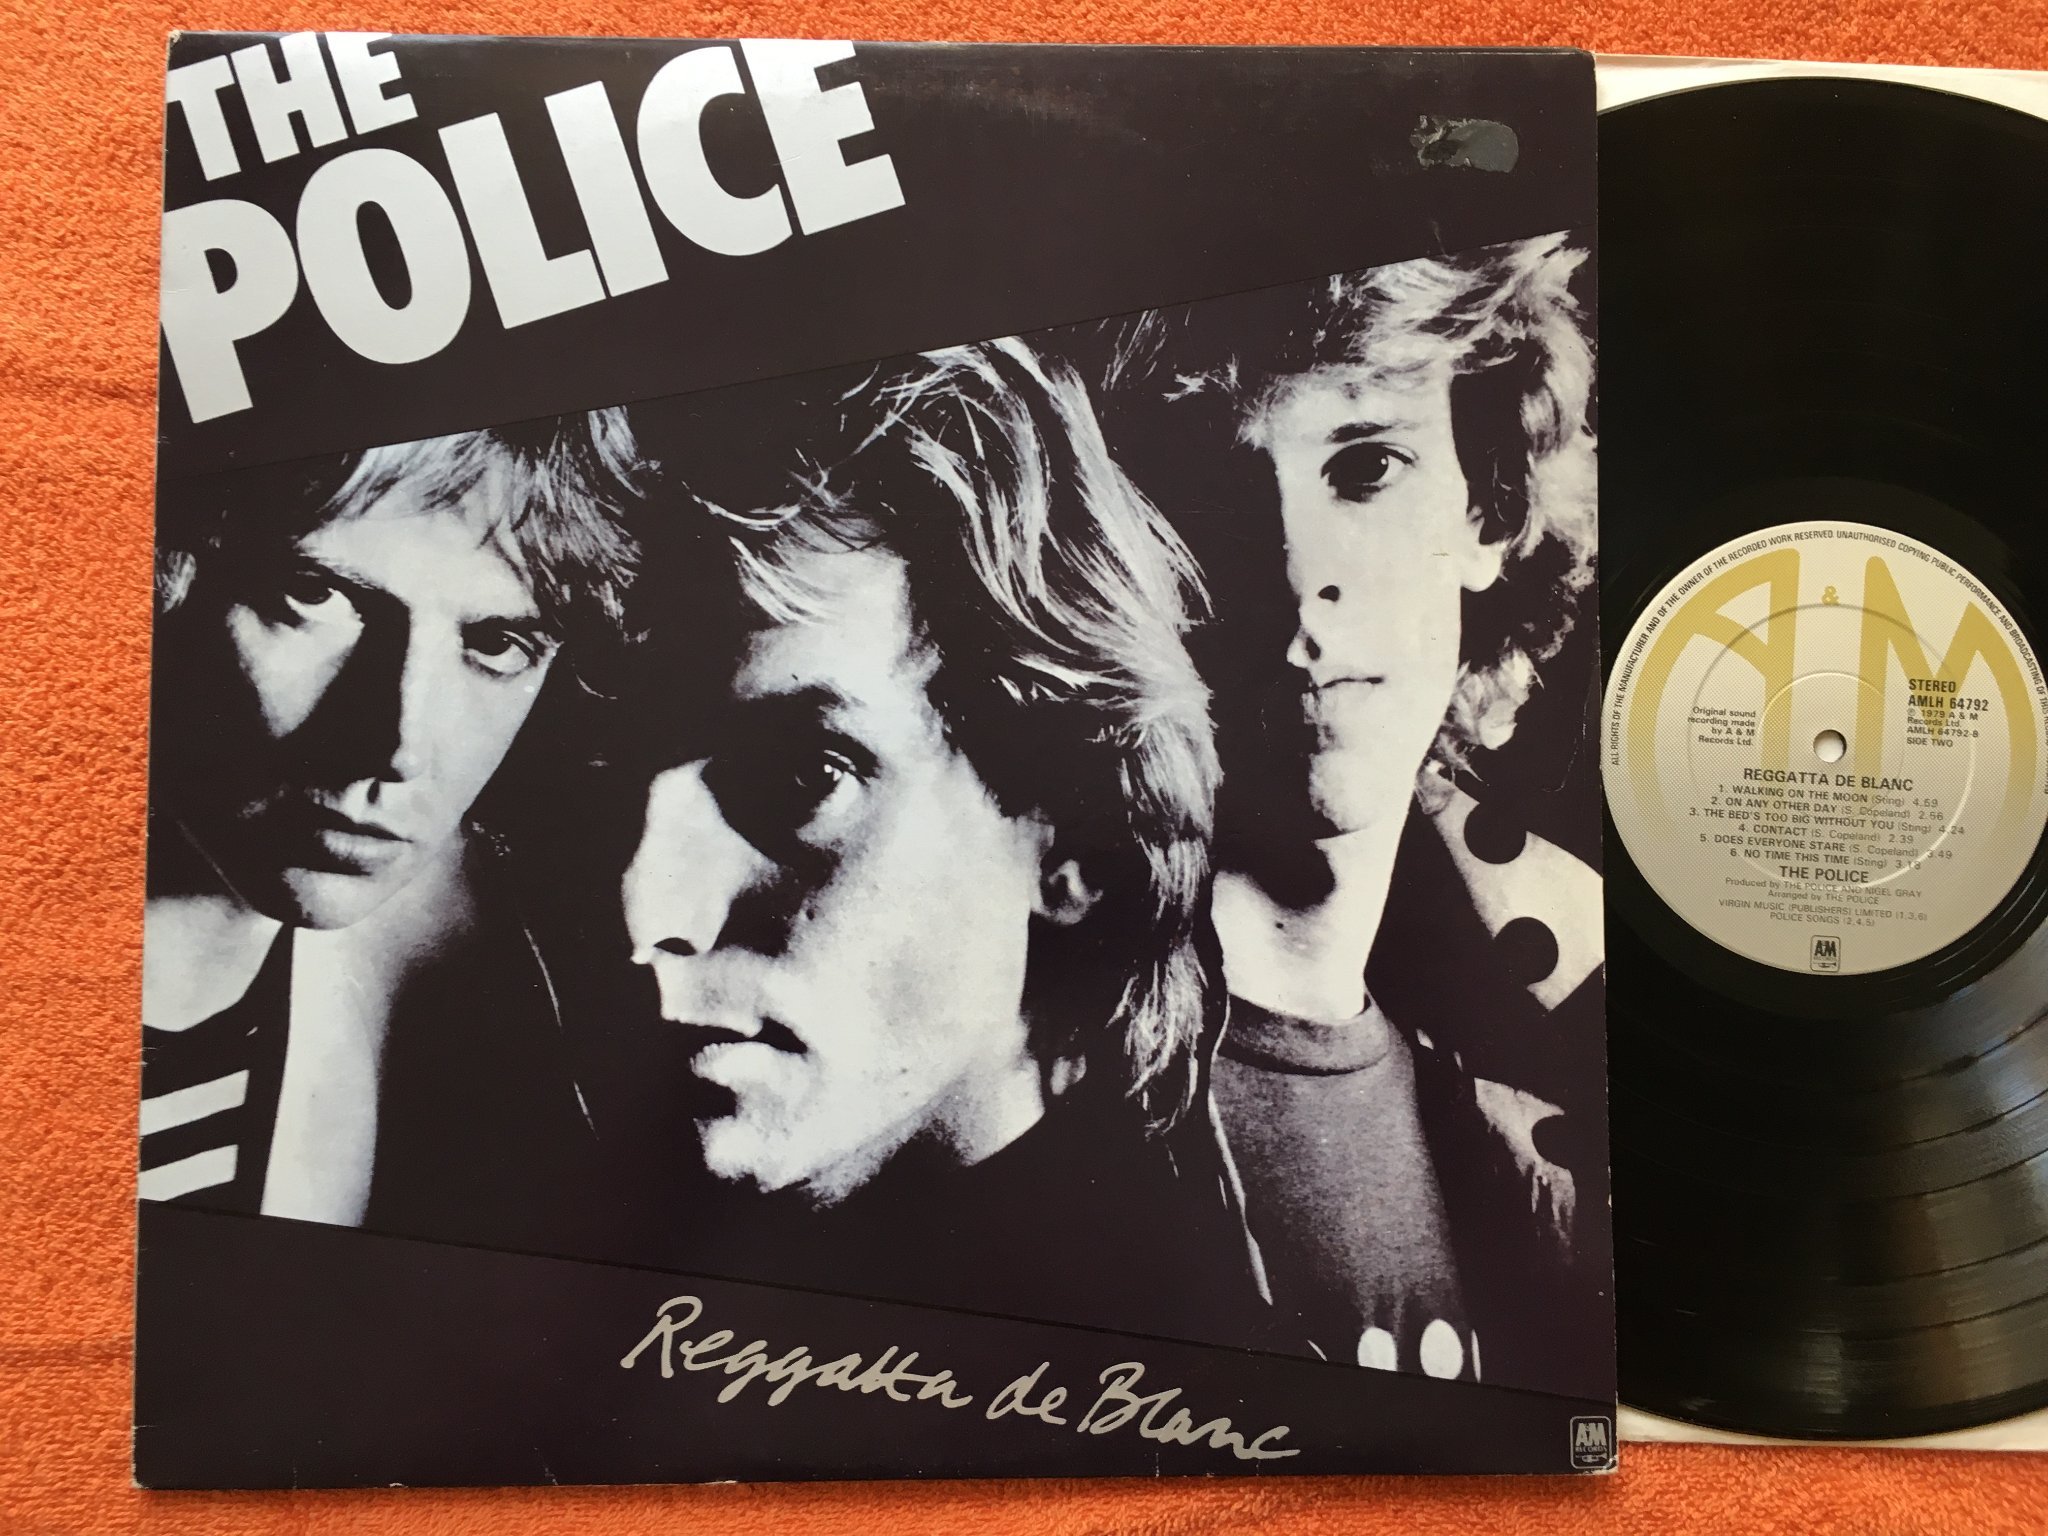 THE
POLICE
Reggatta de Blanc
A&M
RECORDS
ALL RIGHTS OF THE MANUFACTURER AND OF THE OWNER OF THE RECORDED WORK RESERVED. UNAUTHORISED COPYING PUBLIC PERFORMANCE AND BROADCASTING OF THIS
A&M
Original sound
recording made
by A & M
Records Ltd.
STEREO
AMLH 64792
℗ 1979 A & M
Records Ltd.
AMLH 64792-B
SIDE TWO
REGGATTA DE BLANC
1. WALKING ON THE MOON (Sting) 4.59
2. ON ANY OTHER DAY (S. Copeland) 2.56
3. THE BED'S TOO BIG WITHOUT YOU (Sting) 4.24
4. CONTACT (S. Copeland) 2.39
5. DOES EVERYONE STARE (S. Copeland) 3.49
6. NO TIME THIS TIME (Sting) 3.18
THE POLICE
Produced by THE POLICE AND NIGEL GRAY
Arranged by THE POLICE
VIRGIN MUSIC (PUBLISHERS) LIMITED (1,3,6)
POLICE SONGS (2,4,5)
A&M
RECORDS